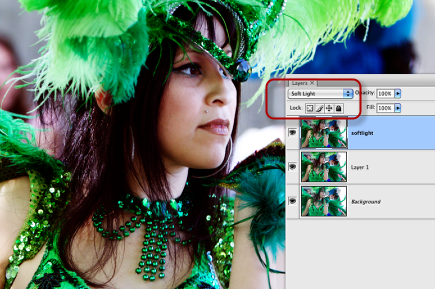 Layers ×
Soft Light Opacity: 100%
Lock: Fill: 100%
softlight
Layer 1
Background